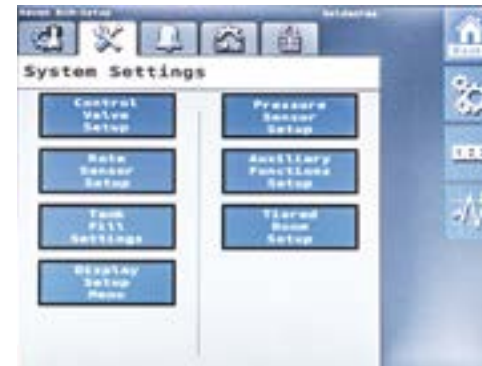 System Settings
Control
Valve
Setup
Pressure
Sensor
Setup
Rate
Sensor
Setup
Auxiliary
Functions
Setup
Tank
Fill
Settings
Tiered
Boom
Setup
Display
Setup
Menu